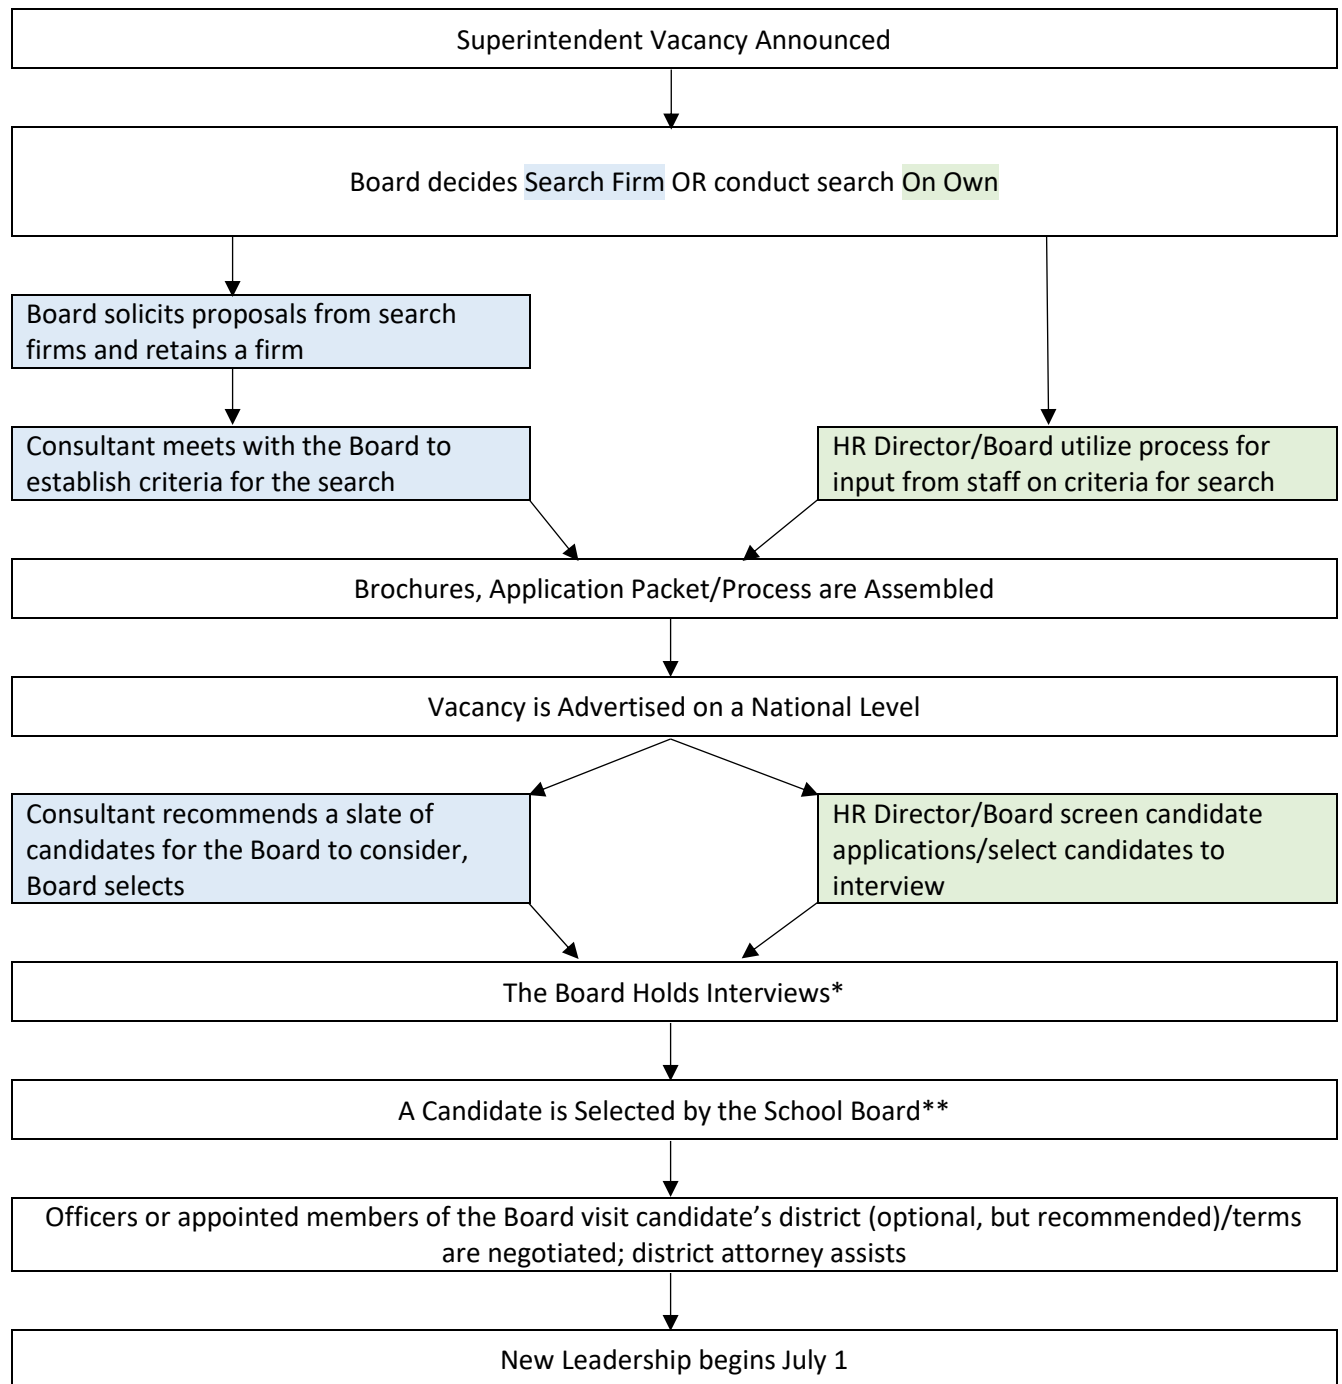 Superintendent Vacancy Announced
Board decides Search Firm OR conduct search On Own
Board solicits proposals from search
firms and retains a firm
Consultant meets with the Board to
establish criteria for the search
HR Director/Board utilize process for
input from staff on criteria for search
Brochures, Application Packet/Process are Assembled
Vacancy is Advertised on a National Level
Consultant recommends a slate of
candidates for the Board to consider,
Board selects
HR Director/Board screen candidate
applications/select candidates to
interview
The Board Holds Interviews*
A Candidate is Selected by the School Board**
Officers or appointed members of the Board visit candidate’s district (optional, but recommended)/terms
are negotiated; district attorney assists
New Leadership begins July 1